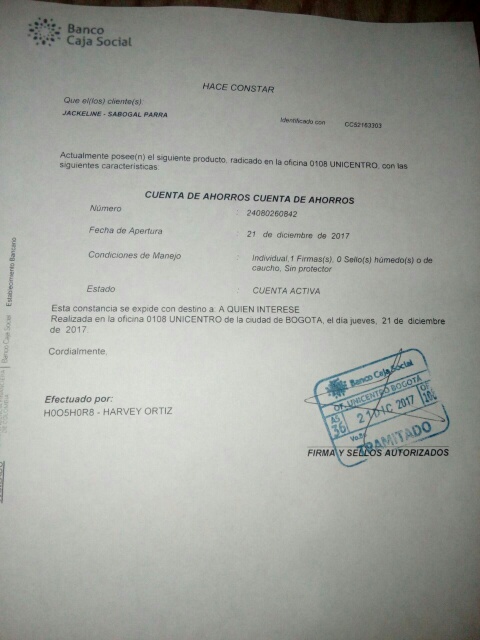 Banco
Caja Social
HACE CONSTAR
Que el(los) cliente(s):
JACKELINE - SABOGAL PARRA
Identificado con CC52183303
Actualmente posee(n) el siguiente producto, radicado en la oficina 0108 UNICENTRO, con las
siguientes características:
CUENTA DE AHORROS CUENTA DE AHORROS
Número : 24080260842
Fecha de Apertura : 21 de diciembre de 2017
Condiciones de Manejo : Individual,1 Firmas(s), 0 Sello(s) húmedo(s) o de
caucho, Sin protector
Estado : CUENTA ACTIVA
Esta constancia se expide con destino a: A QUIEN INTERESE
Realizada en la oficina 0108 UNICENTRO de la ciudad de BOGOTA, el día jueves, 21 de diciembre
de 2017.
Cordialmente,
Efectuado por:
H0O5H0R8 - HARVEY ORTIZ
Banco Caja Social
OF. UNICENTRO BOGOTÁ
AS
36
21 DIC 2017
OF
Vo.Bo.
TRAMITADO
FIRMA Y SELLOS AUTORIZADOS
Banco Caja Social | Establecimiento Bancario